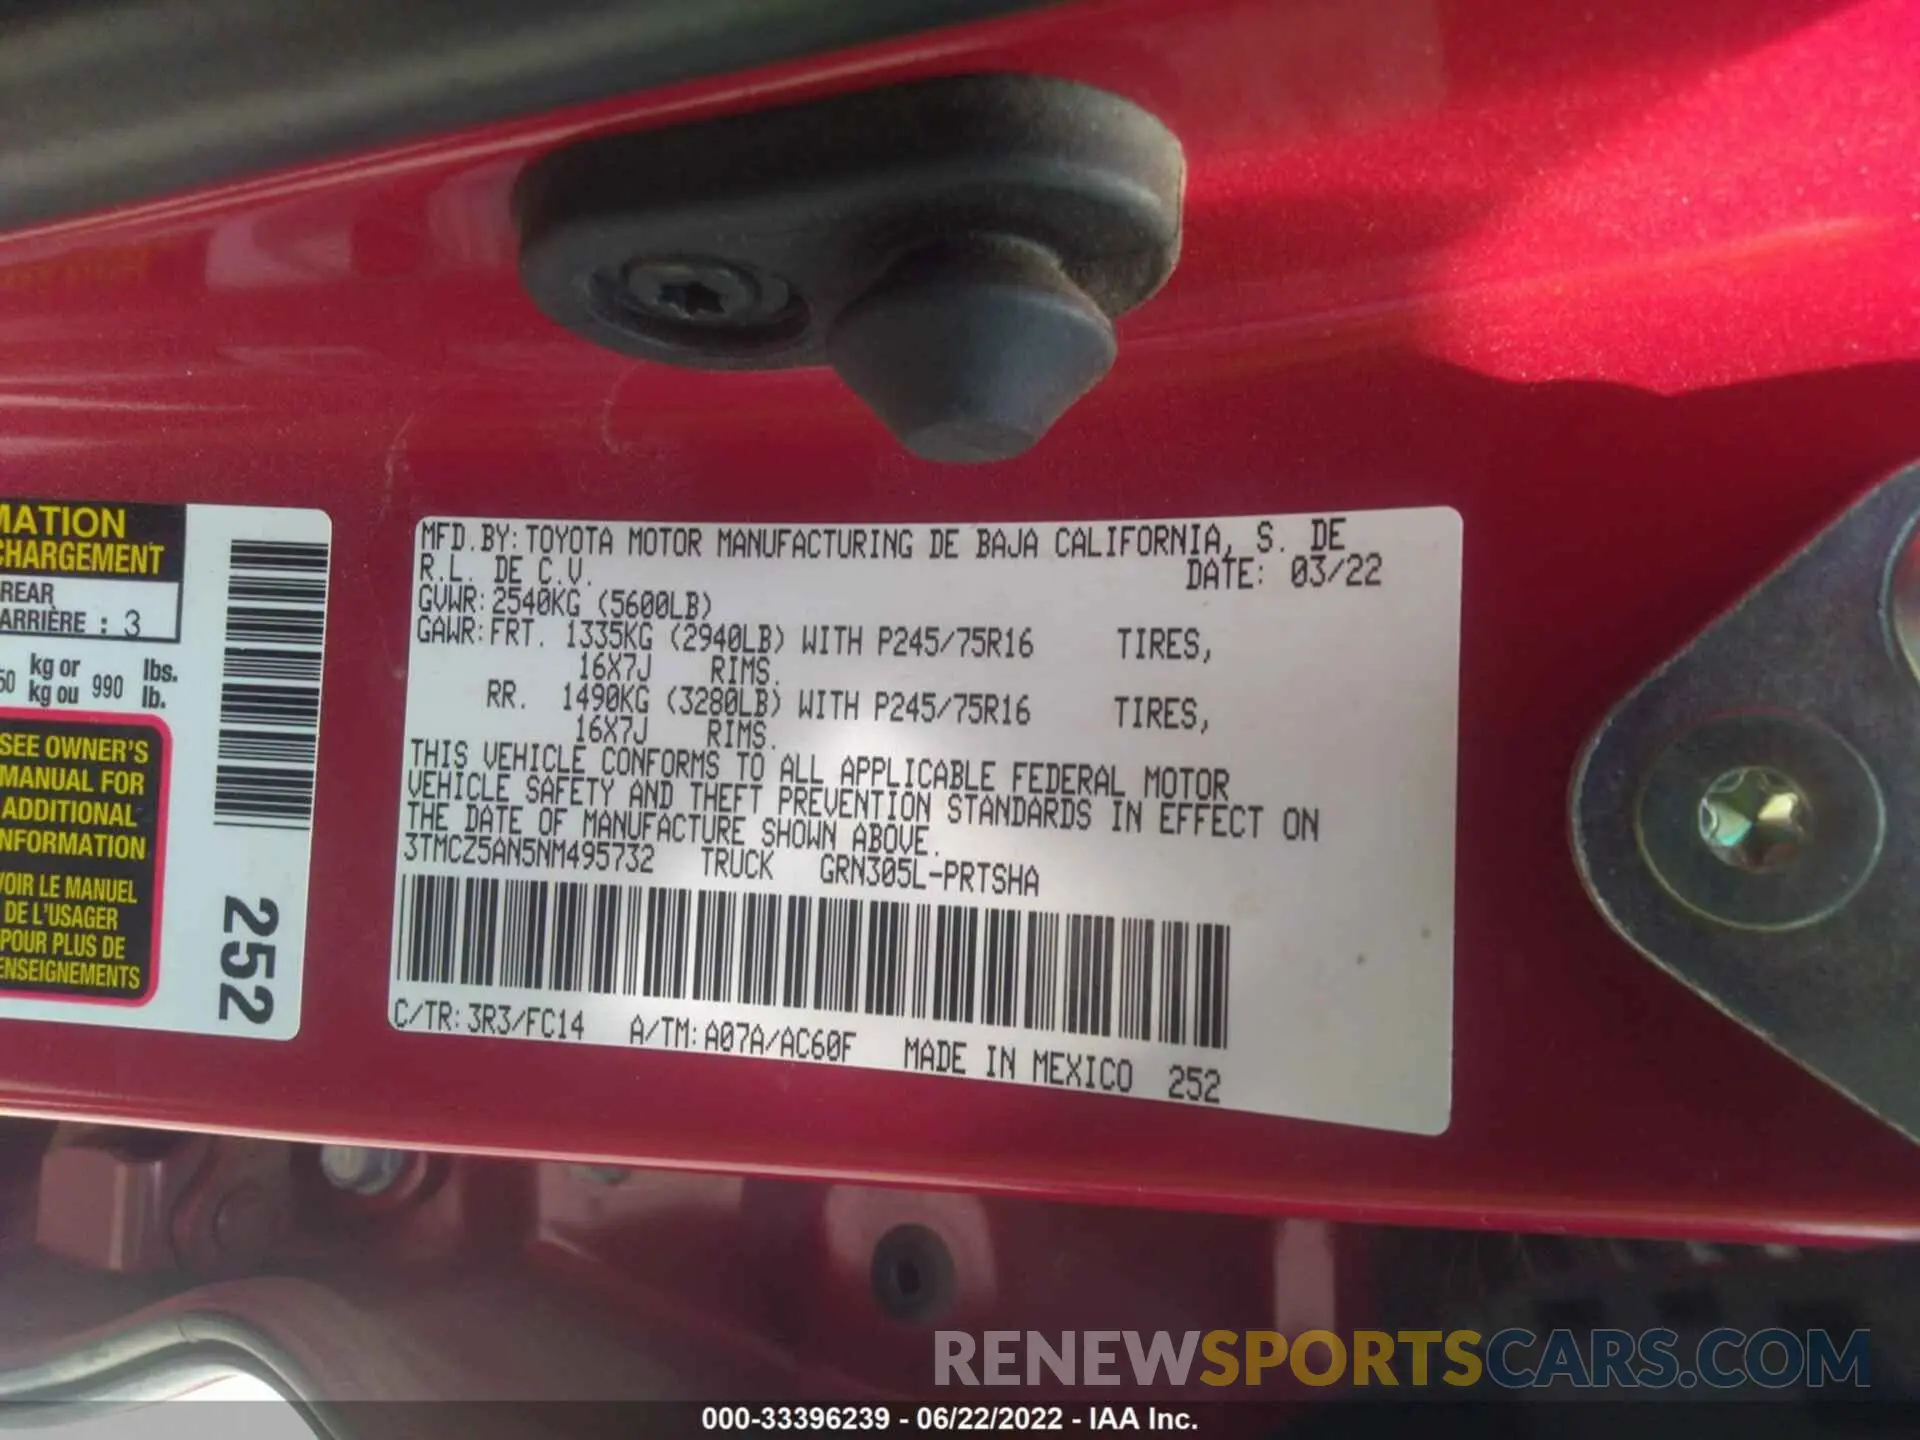 MATION
CHARGEMENT
REAR
ARRIÈRE : 3
50 kg or 990 lbs.
kg ou lb.
SEE OWNER'S
MANUAL FOR
ADDITIONAL
INFORMATION
VOIR LE MANUEL
DE L'USAGER
POUR PLUS DE
RENSEIGNEMENTS
252
MFD.BY: TOYOTA MOTOR MANUFACTURING DE BAJA CALIFORNIA, S. DE
R.L. DE C.V. DATE: 03/22
GVWR: 2540KG (5600LB)
GAWR: FRT. 1335KG (2940LB) WITH P245/75R16 TIRES,
16X7J RIMS.
RR. 1490KG (3280LB) WITH P245/75R16 TIRES,
16X7J RIMS.
THIS VEHICLE CONFORMS TO ALL APPLICABLE FEDERAL MOTOR
VEHICLE SAFETY AND THEFT PREVENTION STANDARDS IN EFFECT ON
THE DATE OF MANUFACTURE SHOWN ABOVE.
3TMCZ5AN5NM495732 TRUCK GRN305L-PRTSHA
C/TR: 3R3/FC14 A/TM: A07A/AC60F MADE IN MEXICO 252
RENEWSPORTSCARS.COM
000-33396239 - 06/22/2022 - IAA Inc.